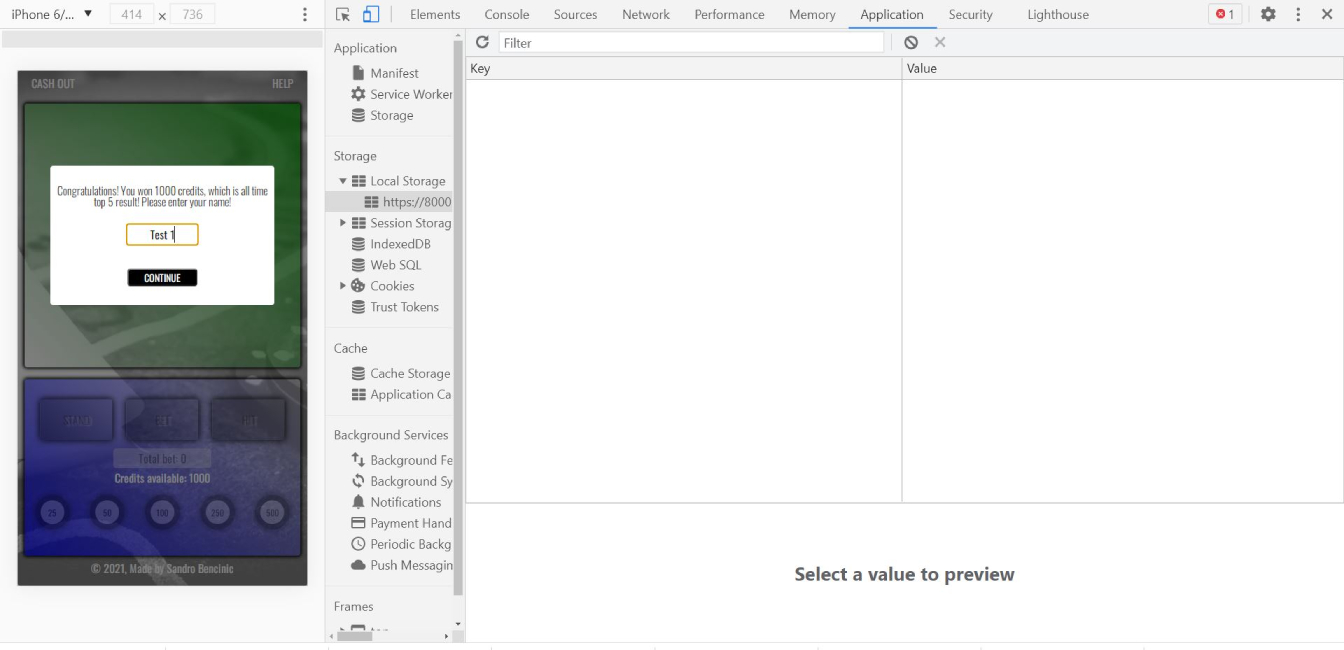 iPhone 6/... ▼ 414 x 736
Elements Console Sources Network Performance Memory Application Security Lighthouse 1
CASH OUT HELP
Congratulations! You won 1000 credits, which is all time
top 5 result! Please enter your name!
Test 1
CONTINUE
STAND
Total bet: 0
Credits available: 1000
25 50 100 250 500
© 2021, Made by Sandro Bencinic
Application
Manifest
Service Worker
Storage
Storage
Local Storage
https://8000
Session Storag
IndexedDB
Web SQL
Cookies
Trust Tokens
Cache
Cache Storage
Application Ca
Background Services
Background Fe
Background Sy
Notifications
Payment Hand
Periodic Backg
Push Messagin
Frames
top
Filter
Key Value
Select a value to preview